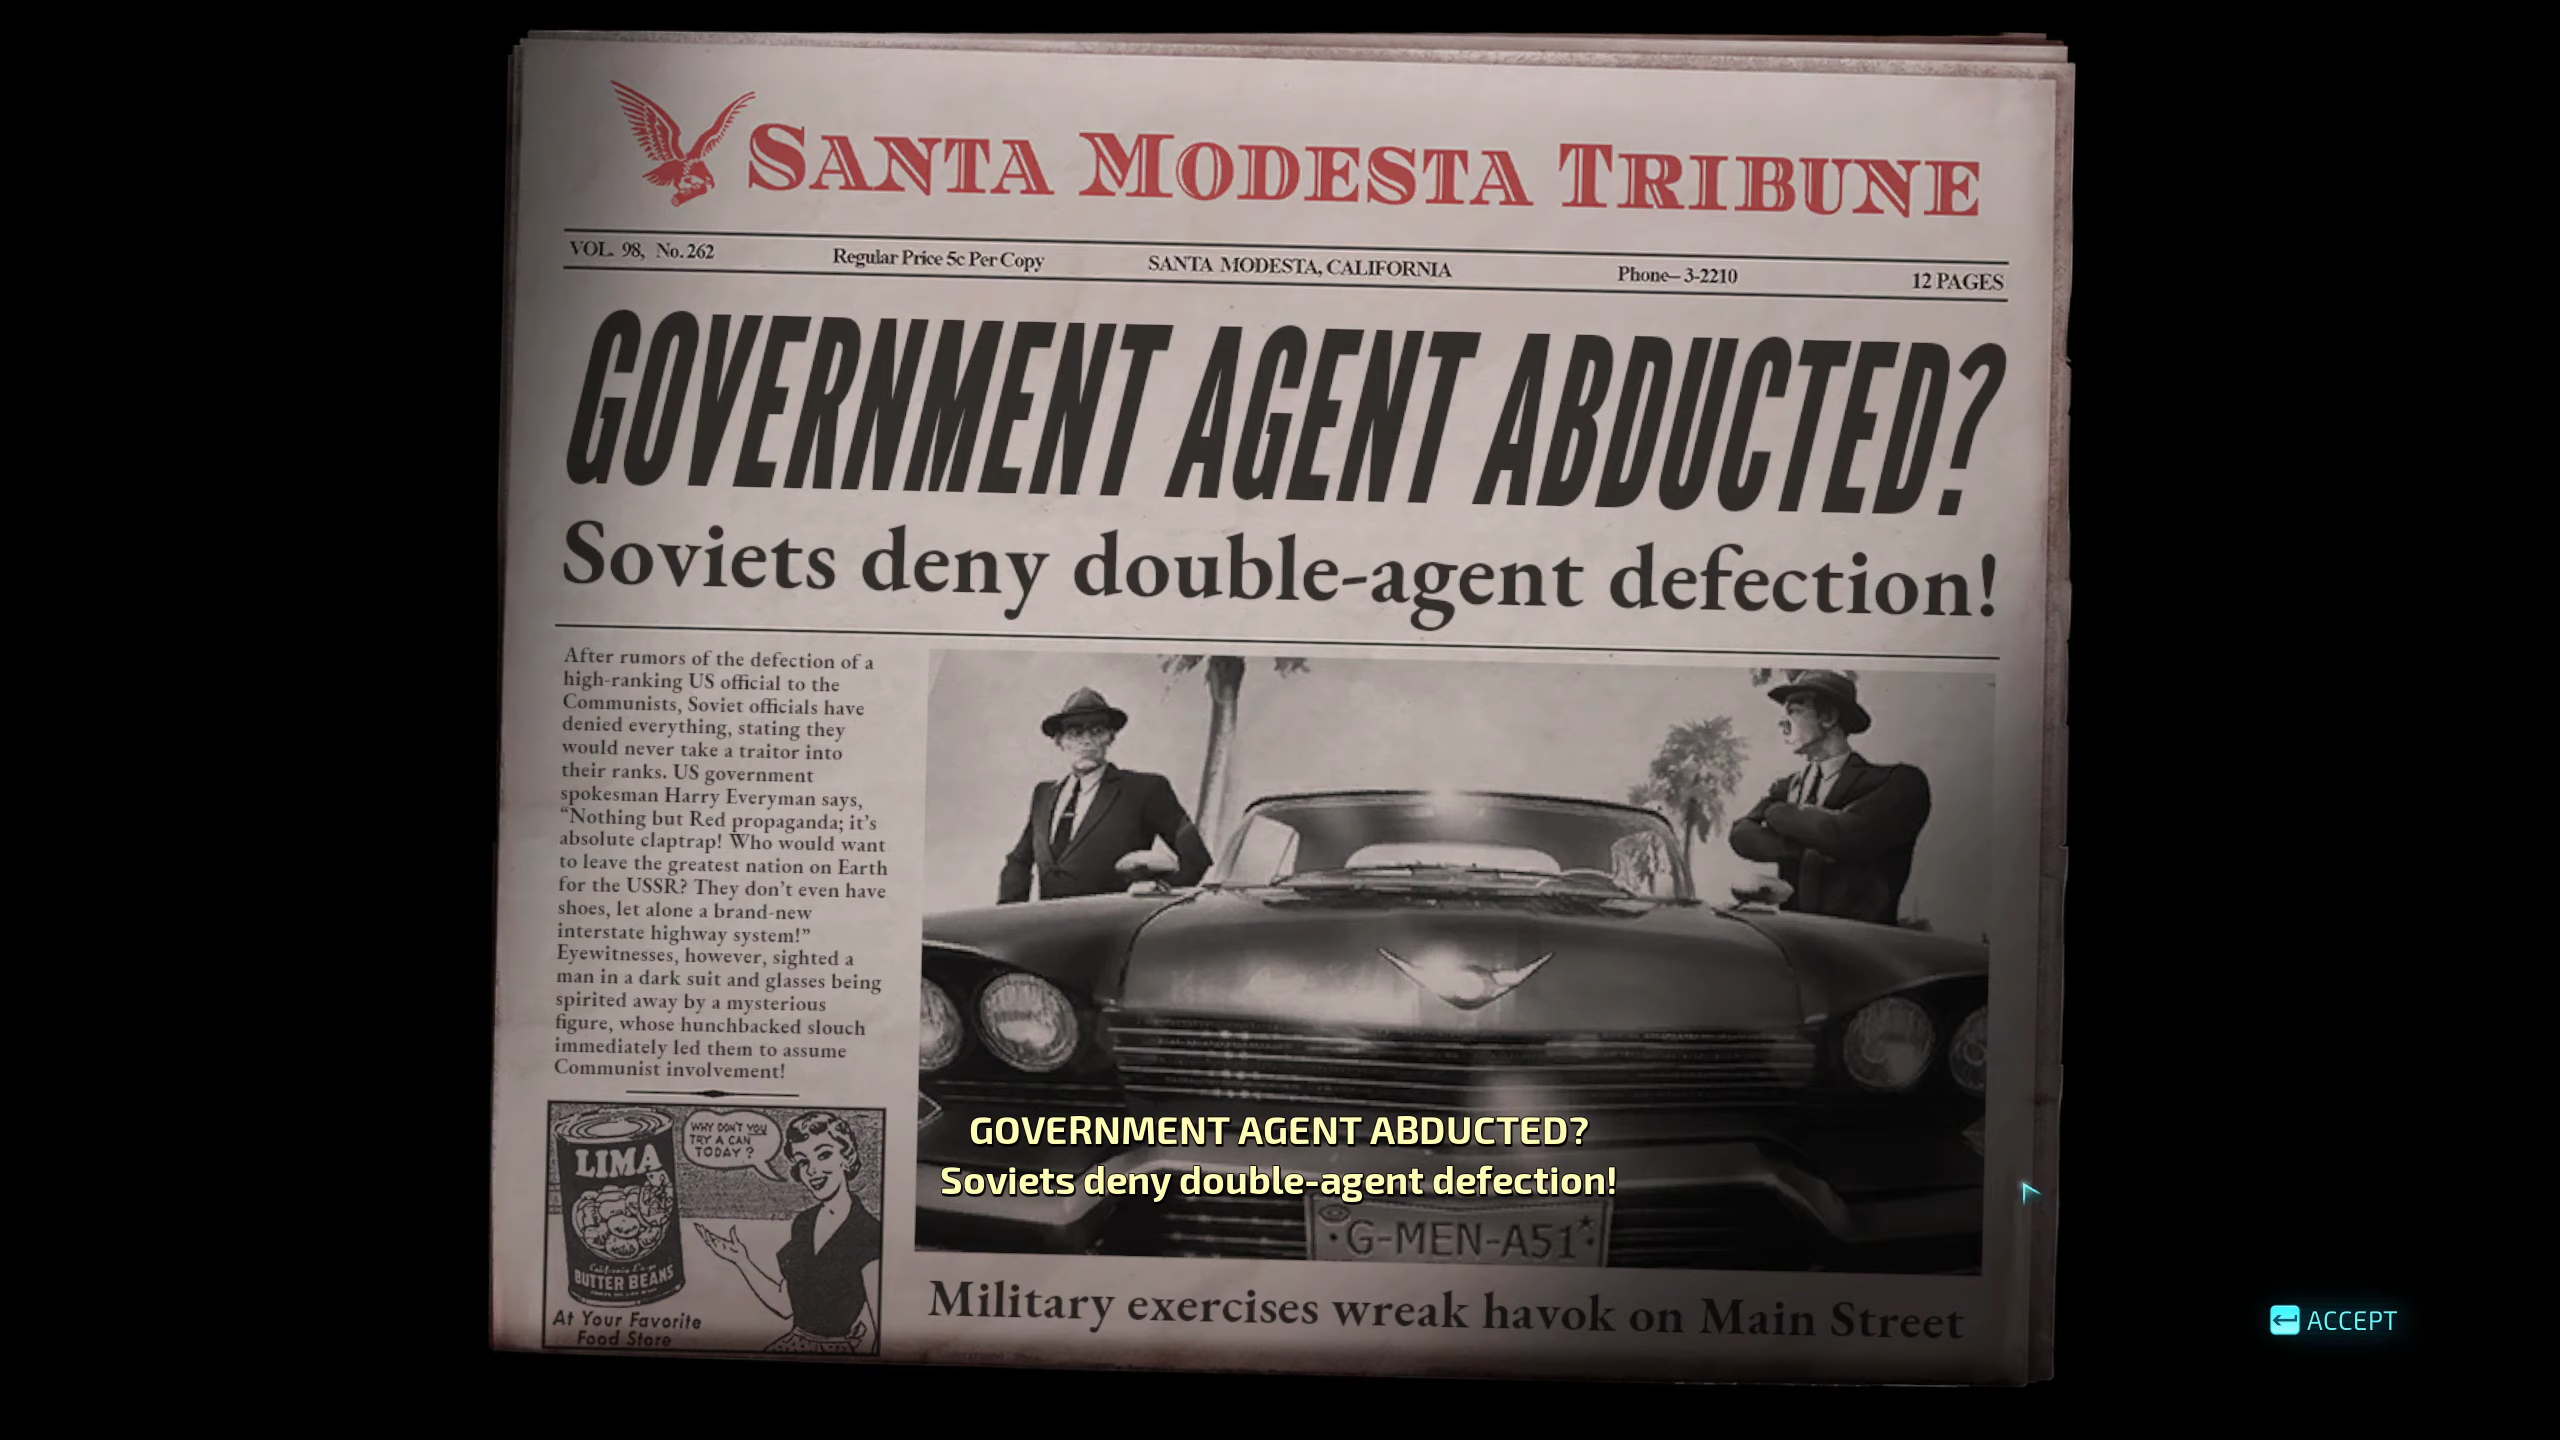 SANTA MODESTA TRIBUNE
VOL. 98, No. 262 Regular Price 5c Per Copy SANTA MODESTA, CALIFORNIA Phone– 3-2210 12 PAGES
GOVERNMENT AGENT ABDUCTED?
Soviets deny double-agent defection!
After rumors of the defection of a
high-ranking US official to the
Communists, Soviet officials have
denied everything, stating they
would never take a traitor into
their ranks. US government
spokesman Harry Everyman says,
“Nothing but Red propaganda; it’s
absolute claptrap! Who would want
to leave the greatest nation on Earth
for the USSR? They don’t even have
shoes, let alone a brand-new
interstate highway system!”
Eyewitnesses, however, sighted a
man in a dark suit and glasses being
spirited away by a mysterious
figure, whose hunchbacked slouch
immediately led them to assume
Communist involvement!
WHY DON'T YOU
TRY A CAN
TODAY?
LIMA
BUTTER BEANS
At Your Favorite
Food Store
GOVERNMENT AGENT ABDUCTED?
Soviets deny double-agent defection!
G-MEN-A51
Military exercises wreak havok on Main Street
ACCEPT